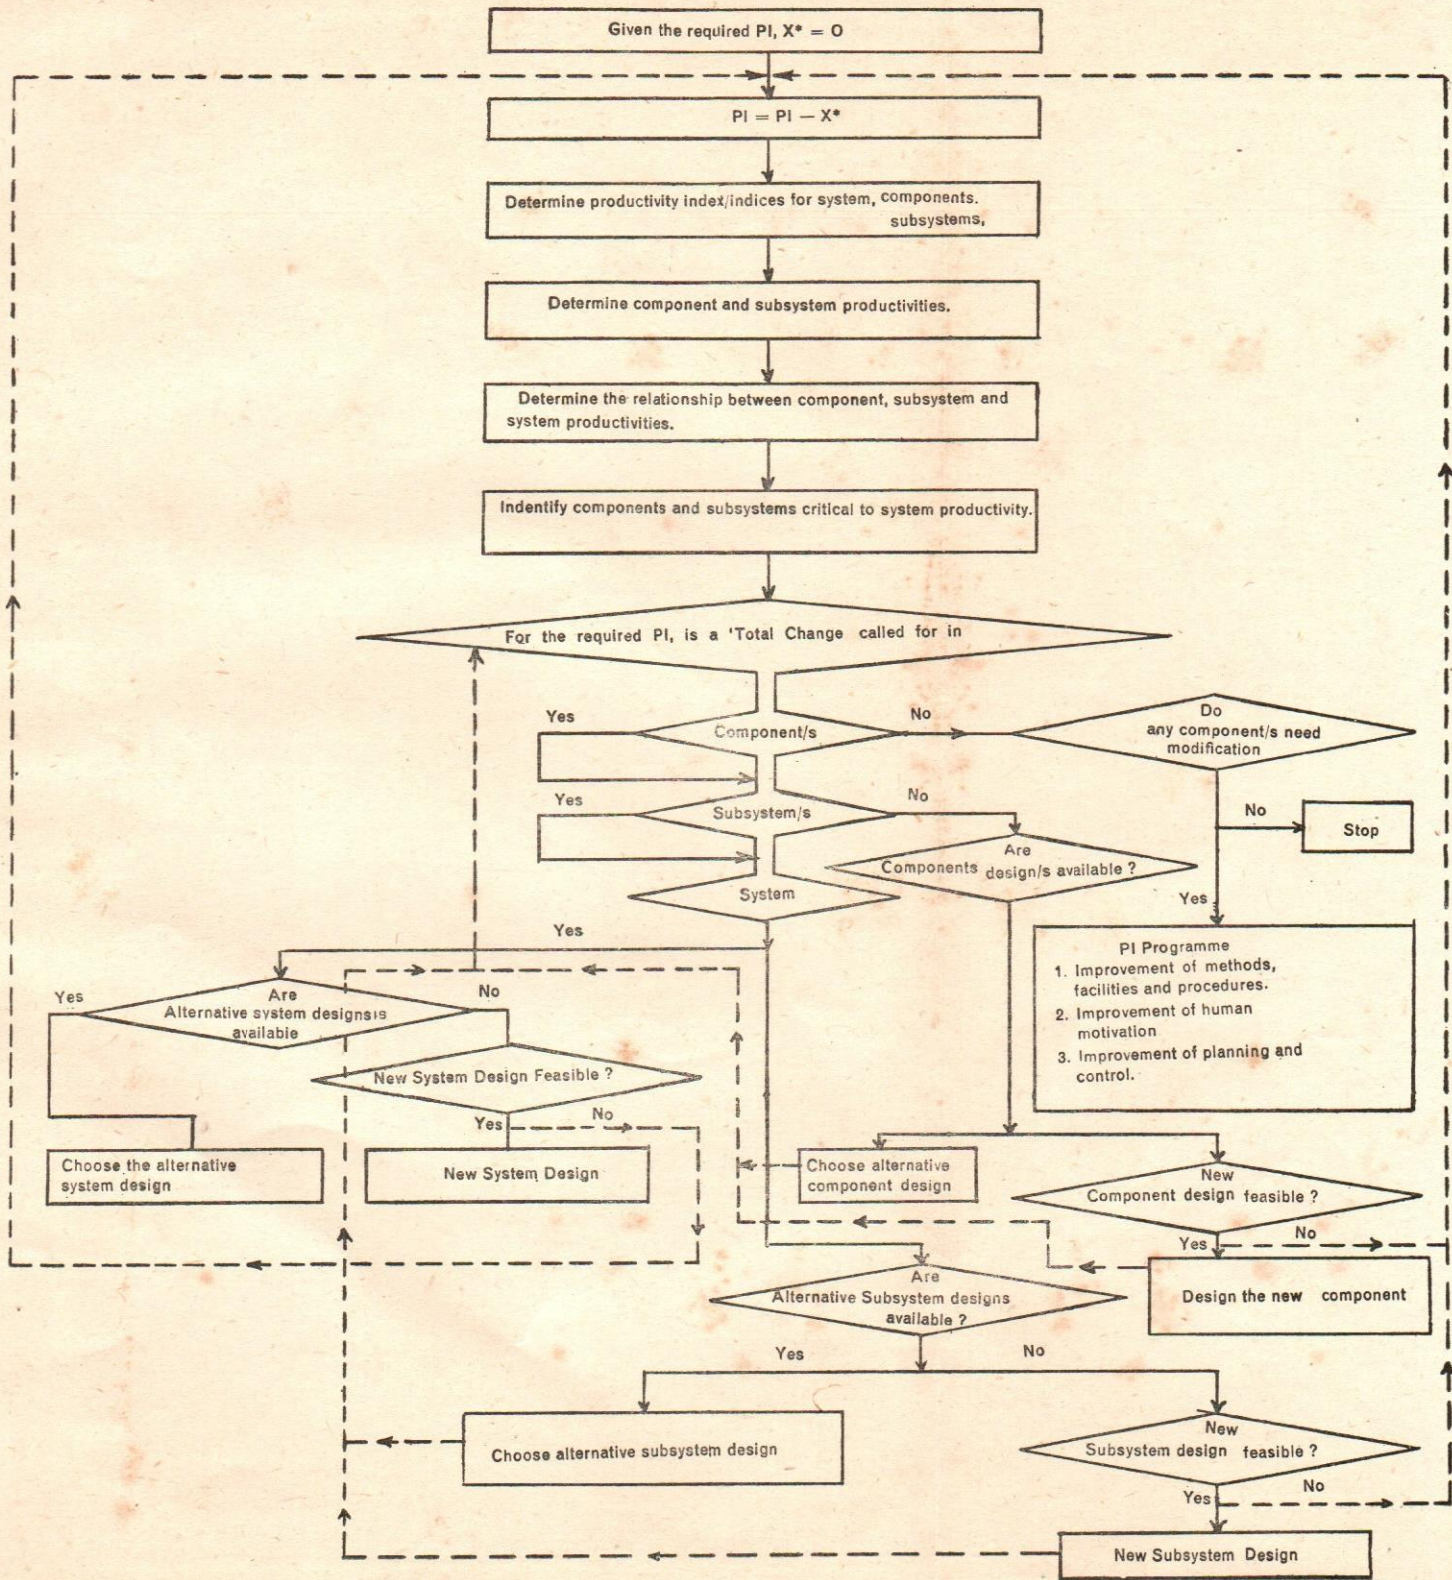 Given the required PI, X* = O
PI = PI — X*
Determine productivity index/indices for system, components.
subsystems,
Determine component and subsystem productivities.
Determine the relationship between component, subsystem and
system productivities.
Indentify components and subsystems critical to system productivity.
For the required PI, is a 'Total Change called for in
Yes
Component/s
No
Do
any component/s need
modification
Yes
Subsystem/s
No
No
Stop
Are
Components design/s available ?
System
Yes
Yes
PI Programme
1. Improvement of methods,
facilities and procedures.
2. Improvement of human
motivation
3. Improvement of planning and
control.
Yes
Are
Alternative system designsis
available
No
New System Design Feasible ?
Yes
No
Choose the alternative
system design
New System Design
Choose alternative
component design
New
Component design feasible ?
Yes
No
Design the new component
Are
Alternative Subsystem designs
available ?
Yes
No
Choose alternative subsystem design
New
Subsystem design feasible ?
Yes
No
New Subsystem Design